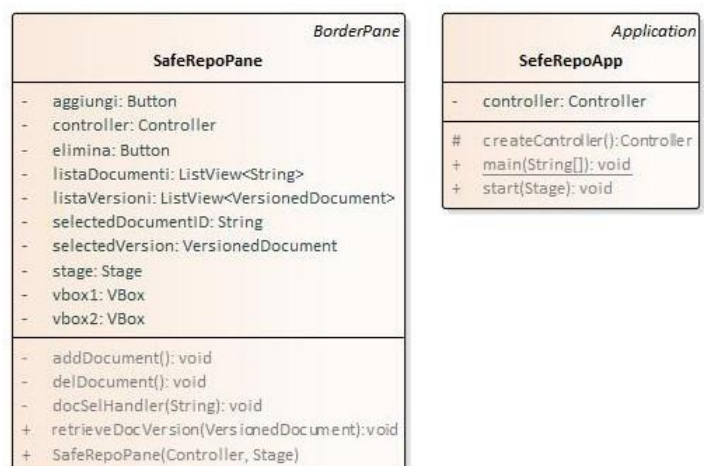 BorderPane
SafeRepoPane
- aggiungi: Button
- controller: Controller
- elimina: Button
- listaDocumenti: ListView<String>
- listaVersioni: ListView<VersionedDocument>
- selectedDocumentID: String
- selectedVersion: VersionedDocument
- stage: Stage
- vbox1: VBox
- vbox2: VBox
- addDocument(): void
- delDocument(): void
- docSelHandler(String): void
+ retrieveDocVersion(VersionedDocument):void
+ SafeRepoPane(Controller, Stage)
Application
SefeRepoApp
- controller: Controller
# createController():Controller
+ main(String[]): void
+ start(Stage): void